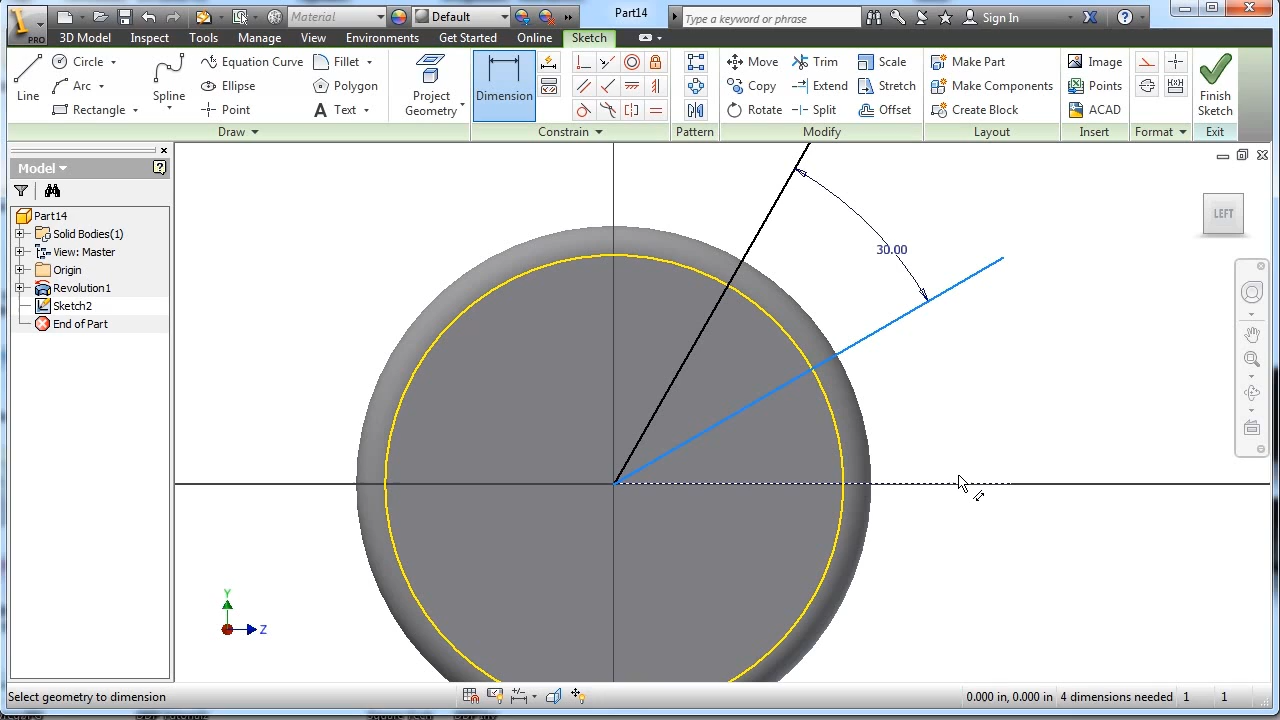 PRO
Material
Default
Part14
Type a keyword or phrase
Sign In
3D Model
Inspect
Tools
Manage
View
Environments
Get Started
Online
Sketch
Line
Circle
Arc
Rectangle
Spline
Equation Curve
Ellipse
Point
Fillet
Polygon
Text
Project
Geometry
Dimension
Move
Copy
Rotate
Trim
Extend
Split
Scale
Stretch
Offset
Make Part
Make Components
Create Block
Image
Points
ACAD
Finish
Sketch
Draw
Constrain
Pattern
Modify
Layout
Insert
Format
Exit
Model
Part14
Solid Bodies(1)
View: Master
Origin
Revolution1
Sketch2
End of Part
30.00
LEFT
Y
Z
Select geometry to dimension
0.000 in, 0.000 in
4 dimensions needed
1
1